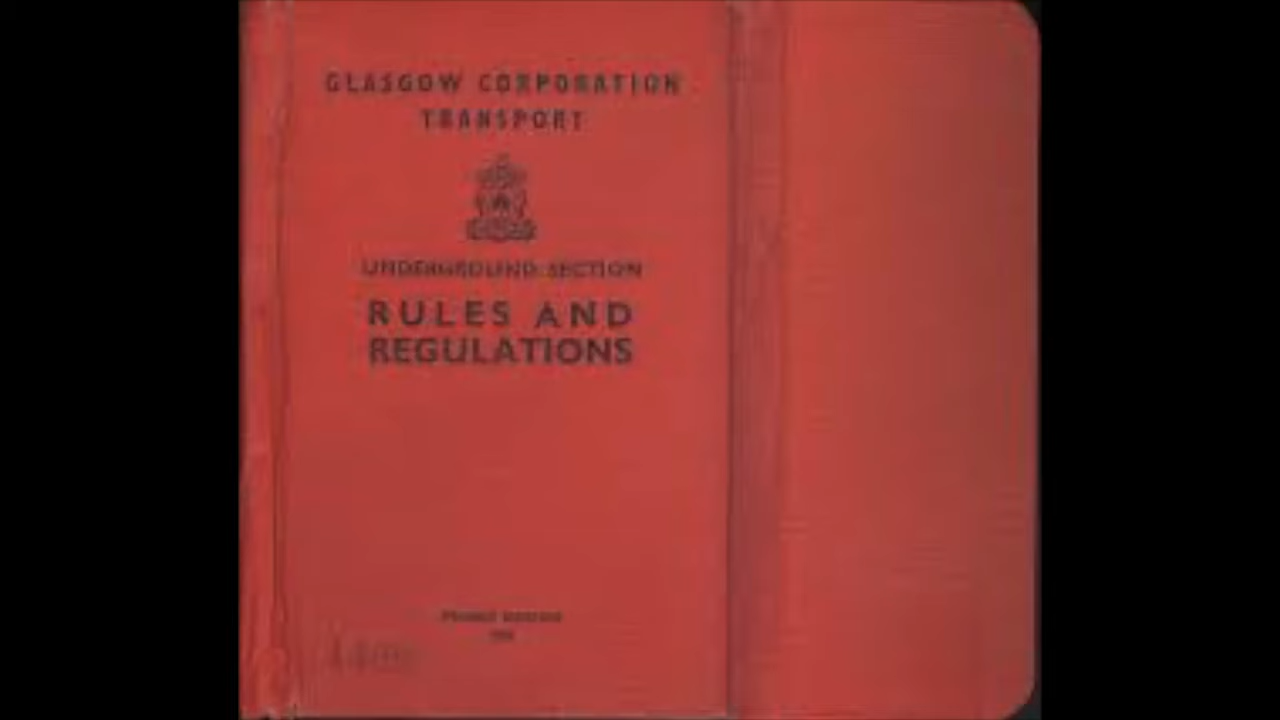 GLASGOW CORPORATION
TRANSPORT
UNDERGROUND SECTION
RULES AND
REGULATIONS